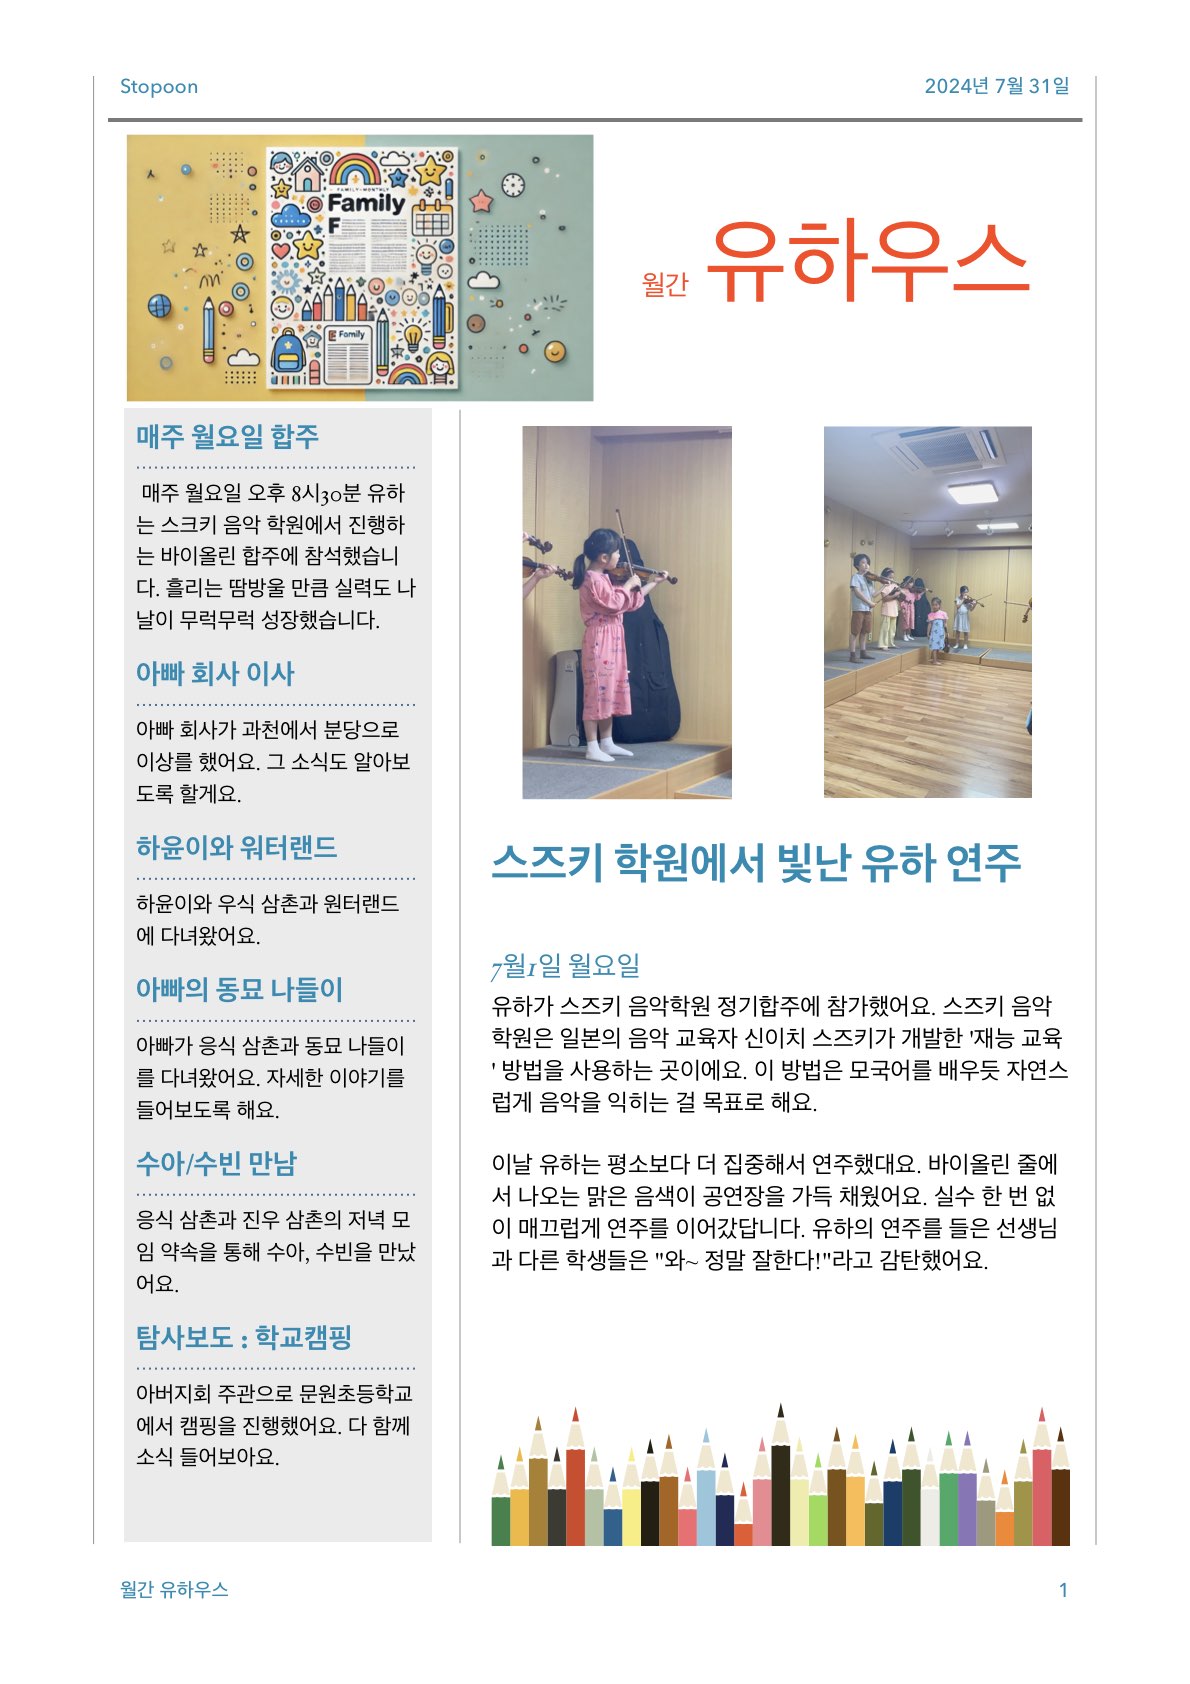 Stopoon
2024년 7월 31일
FAMILY-MONTHLY
Family
F
Family
월간 유하우스
매주 월요일 합주
매주 월요일 오후 8시30분 유하
는 스크키 음악 학원에서 진행하
는 바이올린 합주에 참석했습니
다. 흘리는 땀방울 만큼 실력도 나
날이 무럭무럭 성장했습니다.
아빠 회사 이사
아빠 회사가 과천에서 분당으로
이상를 했어요. 그 소식도 알아보
도록 할게요.
하윤이와 워터랜드
하윤이와 우식 삼촌과 원터랜드
에 다녀왔어요.
아빠의 동묘 나들이
아빠가 응식 삼촌과 동묘 나들이
를 다녀왔어요. 자세한 이야기를
들어보도록 해요.
수아/수빈 만남
응식 삼촌과 진우 삼촌의 저녁 모
임 약속을 통해 수아, 수빈을 만났
어요.
탐사보도 : 학교캠핑
아버지회 주관으로 문원초등학교
에서 캠핑을 진행했어요. 다 함께
소식 들어보아요.
스즈키 학원에서 빛난 유하 연주
7월1일 월요일
유하가 스즈키 음악학원 정기합주에 참가했어요. 스즈키 음악
학원은 일본의 음악 교육자 신이치 스즈키가 개발한 '재능 교육
' 방법을 사용하는 곳이에요. 이 방법은 모국어를 배우듯 자연스
럽게 음악을 익히는 걸 목표로 해요.
이날 유하는 평소보다 더 집중해서 연주했대요. 바이올린 줄에
서 나오는 맑은 음색이 공연장을 가득 채웠어요. 실수 한 번 없
이 매끄럽게 연주를 이어갔답니다. 유하의 연주를 들은 선생님
과 다른 학생들은 "와~ 정말 잘한다!"라고 감탄했어요.
월간 유하우스
1